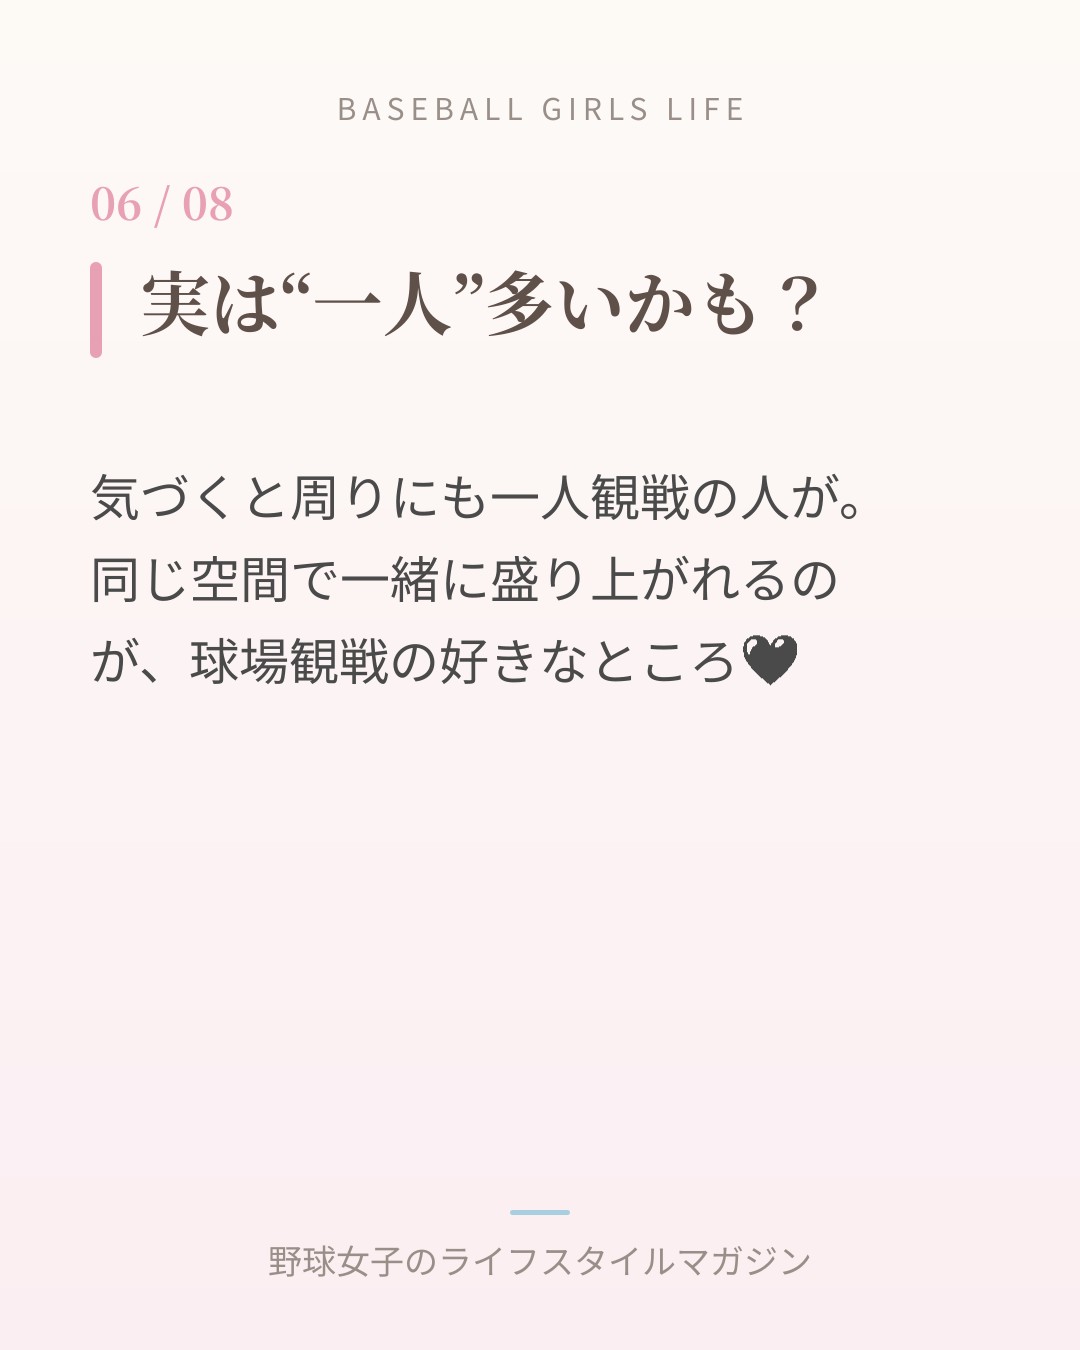 BASEBALL GIRLS LIFE
06 / 08
実は“一人”多いかも？
気づくと周りにも一人観戦の人が。
同じ空間で一緒に盛り上がれるの
が、球場観戦の好きなところ🖤
野球女子のライフスタイルマガジン